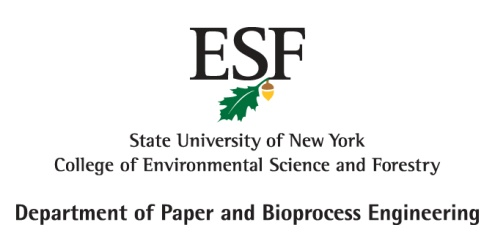 ESF
State University of New York
College of Environmental Science and Forestry
Department of Paper and Bioprocess Engineering